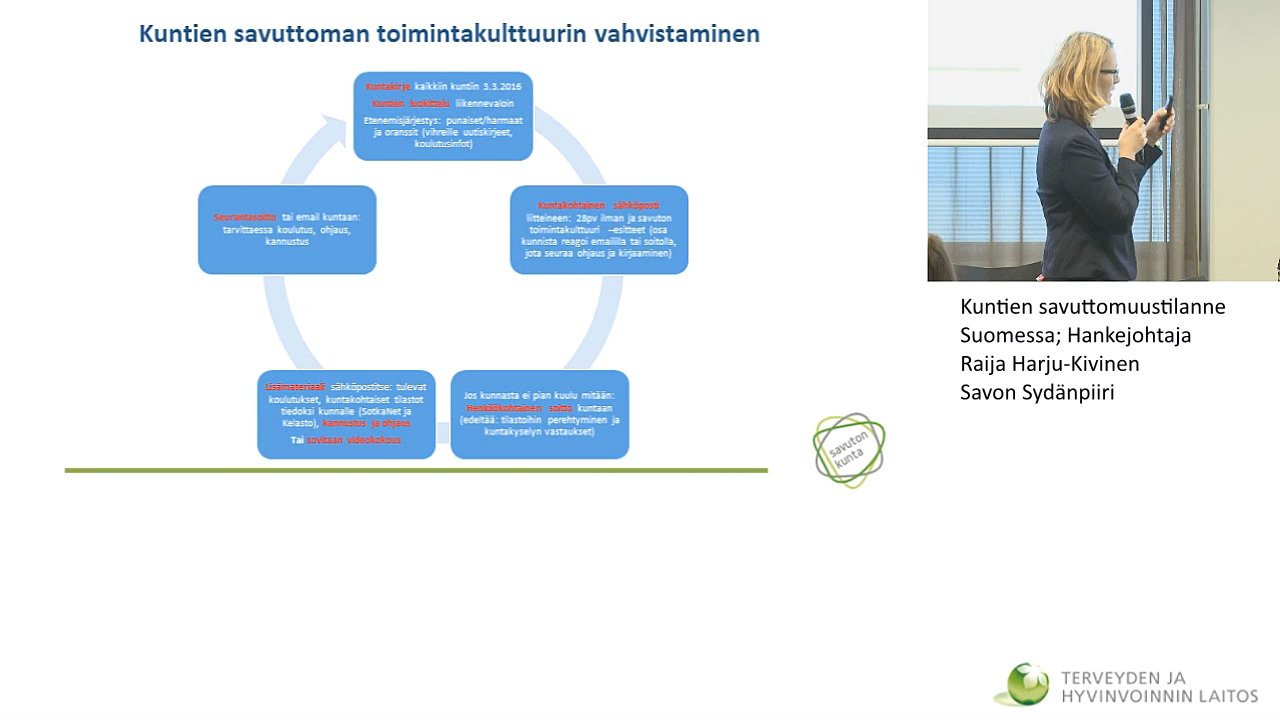 Kuntien savuttoman toimintakulttuurin vahvistaminen
Kuntakirje kaikkiin kuntiin 3.3.2016
Kuntien luokittelu liikennevaloin
Etenemisjärjestys: punaiset/harmaat
ja oranssit (vihreille uutiskirjeet,
koulutusinfot)
Kuntakohtainen sähköposti
liitteineen: 28pv ilman ja savuton
toimintakulttuuri –esitteet (osa
kunnista reagoi emaililla tai soitolla,
jota seuraa ohjaus ja kirjaaminen)
Jos kunnasta ei pian kuulu mitään:
Henkilökohtainen soitto kuntaan
(edeltää: tilastoihin perehtyminen ja
kuntakyselyn vastaukset)
Lisämateriaali sähköpostitse: tulevat
koulutukset, kuntakohtaiset tilastot
tiedoksi kunnalle (SotkaNet ja
Kelasto), kannustus ja ohjaus
Tai sovitaan videokokous
Seurantasoitto tai email kuntaan:
tarvittaessa koulutus, ohjaus,
kannustus
savuton
kunta
Kuntien savuttomuustilanne
Suomessa; Hankejohtaja
Raija Harju-Kivinen
Savon Sydänpiiri
TERVEYDEN JA
HYVINVOINNIN LAITOS